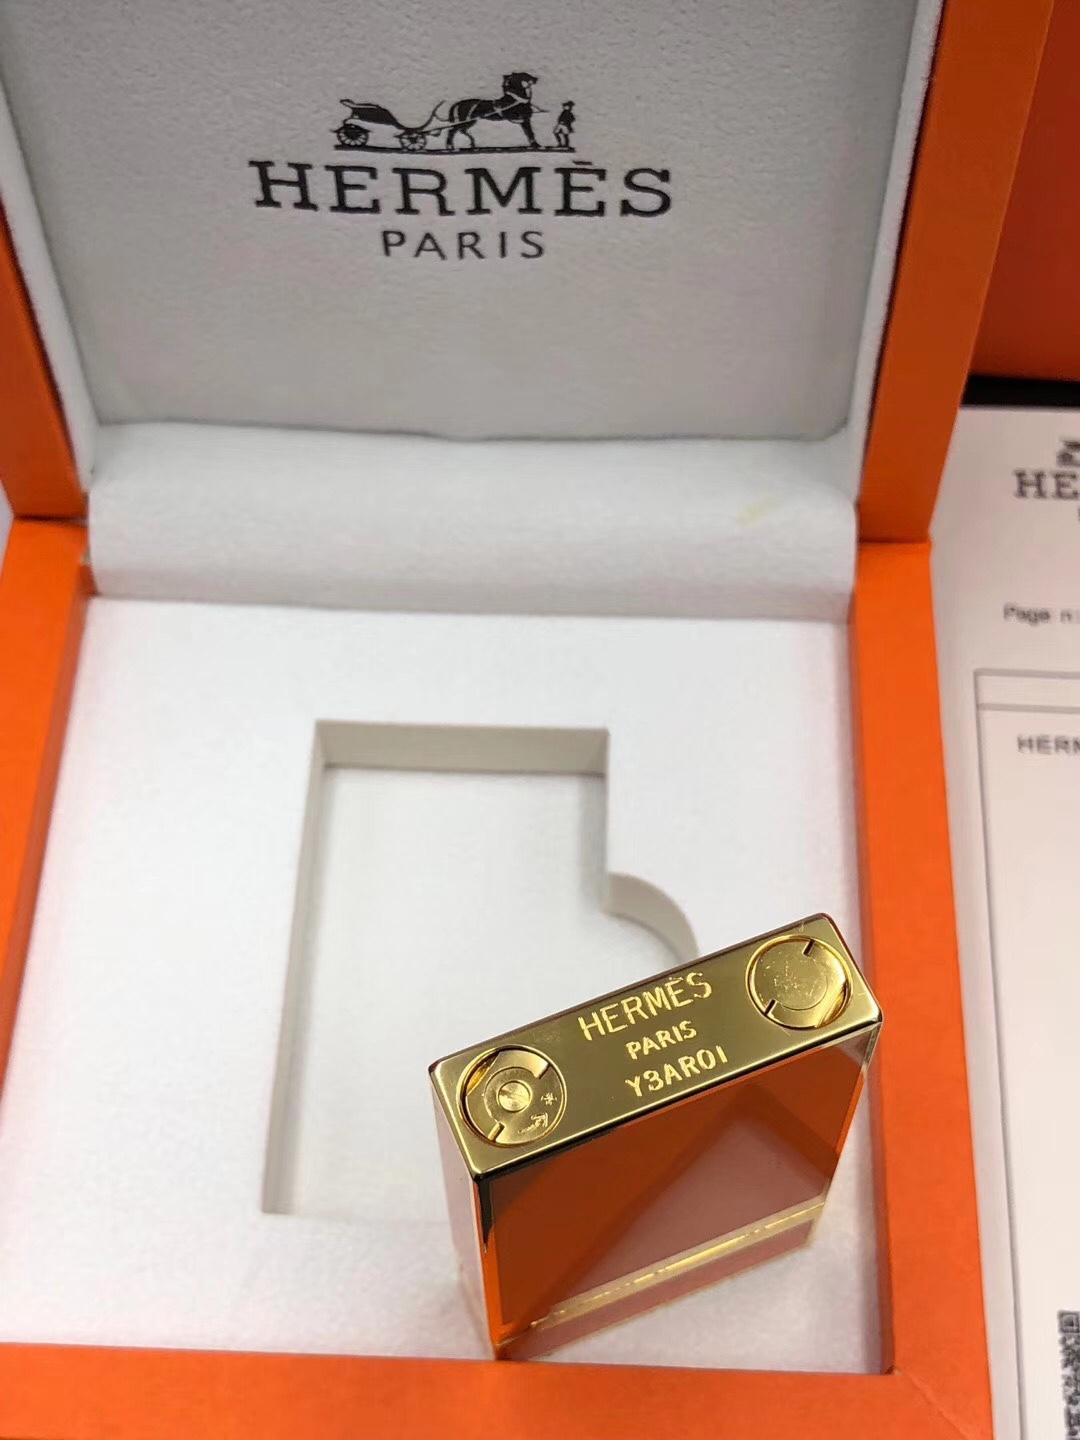 HERMÈS
PARIS
HE
Page n
HERM
HERMÈS
PARIS
Y3AR01